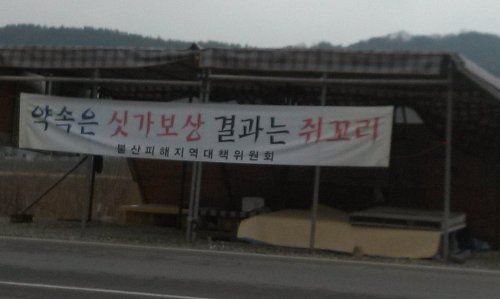 약속은 싯가보상 결과는 쥐꼬리
불산피해지역대책위원회